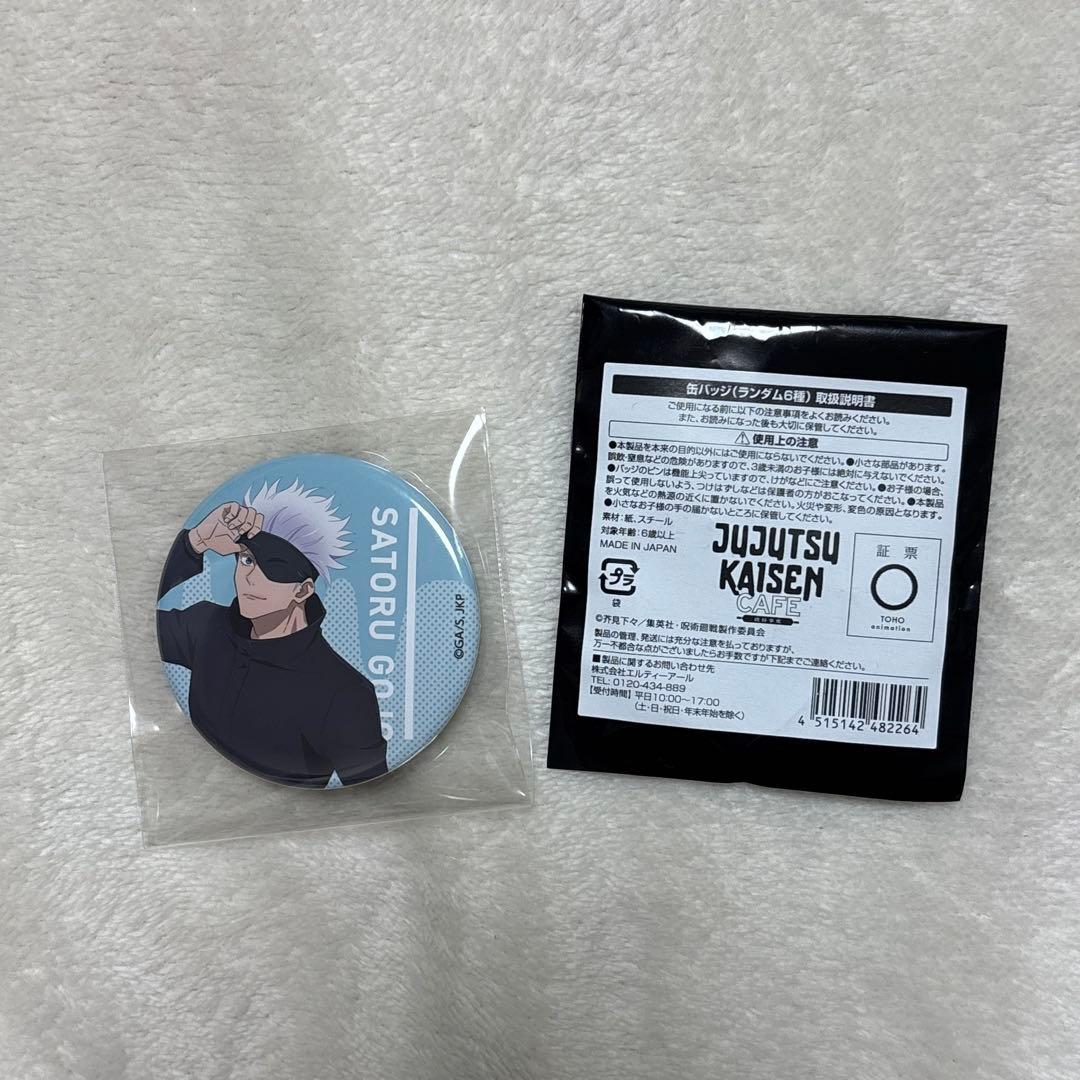 SATORU GOJO
©GA/S, JKP
缶バッジ(ランダム6種) 取扱説明書
ご使用になる前に以下の注意事項をよくお読みください。
また、お読みになった後も大切に保管してください。
⚠使用上の注意
●本製品を本来の目的以外にはご使用にならないでください。●小さな部品があります。
誤飲・窒息などの危険がありますので、3歳未満のお子様には絶対に与えないでください。
●バッジのピンは機能上尖っていますので、けがなどにご注意ください。●お子様の場合、
誤って使用しないよう、つけはずしなどは保護者の方がおこなってください。●本製品
を火気などの熱源の近くに置かないでください。火災や変形、変色の原因となります。
●小さなお子様の手の届かないところに保管してください。
素材:紙、スチール
対象年齢:6歳以上
MADE IN JAPAN
プラ
袋
JUJUTSU
KAISEN
CAFE
証票
TOHO
animation
©芥見下々/集英社・呪術廻戦製作委員会
製品の管理、発送には充分な注意を払っておりますが、
万一不都合な点がございましたらお手数ですが下記までご連絡ください。
■製品に関するお問い合わせ先
株式会社エルティーアール
TEL: 0120-434-889
【受付時間】平日10:00～17:00
(土・日・祝日・年末年始を除く)
4 515142 482264